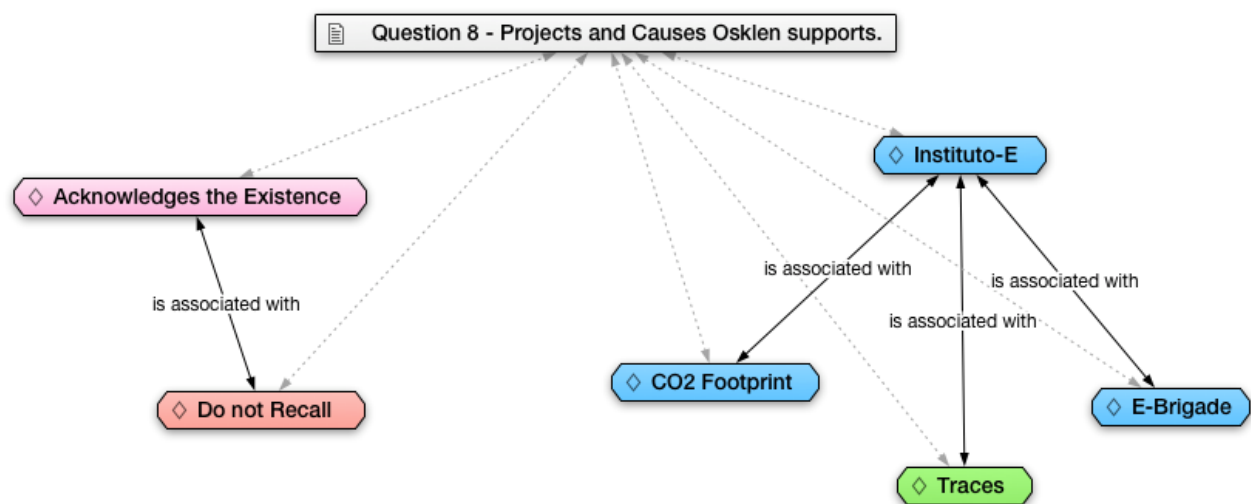 Question 8 - Projects and Causes Osklen supports.
Instituto-E
Acknowledges the Existence
is associated with
is associated with
is associated with
is associated with
CO2 Footprint
Do not Recall
E-Brigade
Traces